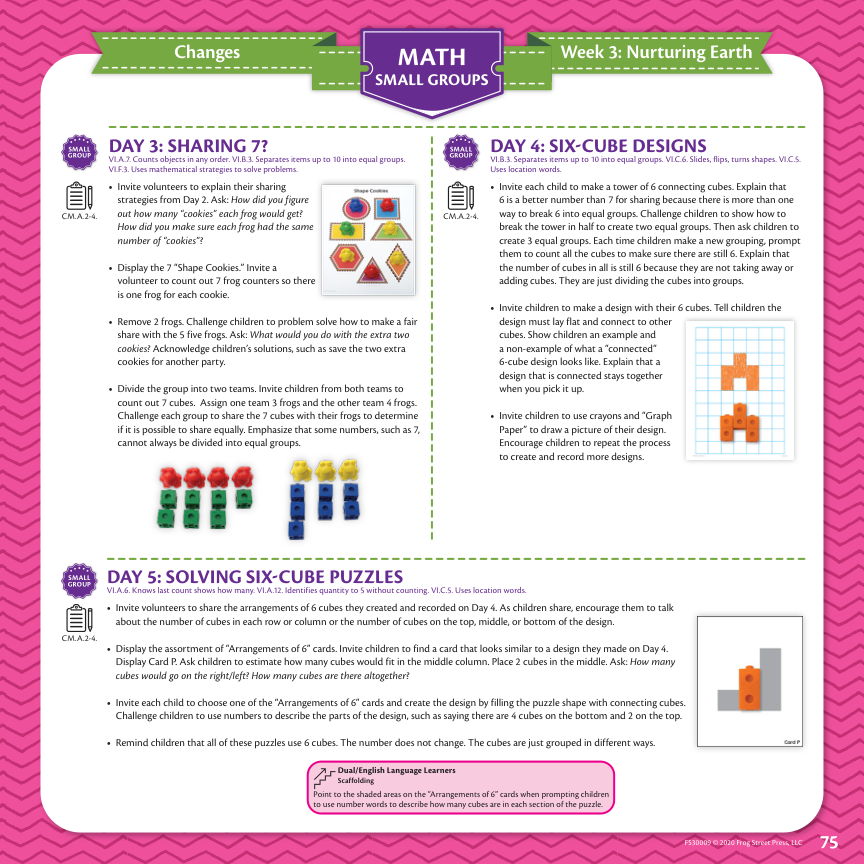 Changes
MATH
SMALL GROUPS
Week 3: Nurturing Earth
SMALL
GROUP
DAY 3: SHARING 7?
VI.A.7. Counts objects in any order. VI.B.3. Separates items up to 10 into equal groups.
VI.F.3. Uses mathematical strategies to solve problems.
CM.A.2-4.
• Invite volunteers to explain their sharing
strategies from Day 2. Ask: How did you figure
out how many "cookies" each frog would get?
How did you make sure each frog had the same
number of "cookies"?
Shape Cookies
• Display the 7 "Shape Cookies." Invite a
volunteer to count out 7 frog counters so there
is one frog for each cookie.
• Remove 2 frogs. Challenge children to problem solve how to make a fair
share with the 5 five frogs. Ask: What would you do with the extra two
cookies? Acknowledge children's solutions, such as save the two extra
cookies for another party.
• Divide the group into two teams. Invite children from both teams to
count out 7 cubes.  Assign one team 3 frogs and the other team 4 frogs.
Challenge each group to share the 7 cubes with their frogs to determine
if it is possible to share equally. Emphasize that some numbers, such as 7,
cannot always be divided into equal groups.
SMALL
GROUP
DAY 4: SIX-CUBE DESIGNS
VI.B.3. Separates items up to 10 into equal groups. VI.C.6. Slides, flips, turns shapes. VI.C.5.
Uses location words.
CM.A.2-4.
• Invite each child to make a tower of 6 connecting cubes. Explain that
6 is a better number than 7 for sharing because there is more than one
way to break 6 into equal groups. Challenge children to show how to
break the tower in half to create two equal groups. Then ask children to
create 3 equal groups. Each time children make a new grouping, prompt
them to count all the cubes to make sure there are still 6. Explain that
the number of cubes in all is still 6 because they are not taking away or
adding cubes. They are just dividing the cubes into groups.
• Invite children to make a design with their 6 cubes. Tell children the
design must lay flat and connect to other
cubes. Show children an example and
a non-example of what a "connected"
6-cube design looks like. Explain that a
design that is connected stays together
when you pick it up.
• Invite children to use crayons and "Graph
Paper" to draw a picture of their design.
Encourage children to repeat the process
to create and record more designs.
SMALL
GROUP
DAY 5: SOLVING SIX-CUBE PUZZLES
VI.A.6. Knows last count shows how many. VI.A.12. Identifies quantity to 5 without counting. VI.C.5. Uses location words.
CM.A.2-4.
• Invite volunteers to share the arrangements of 6 cubes they created and recorded on Day 4. As children share, encourage them to talk
about the number of cubes in each row or column or the number of cubes on the top, middle, or bottom of the design.
• Display the assortment of "Arrangements of 6" cards. Invite children to find a card that looks similar to a design they made on Day 4.
Display Card P. Ask children to estimate how many cubes would fit in the middle column. Place 2 cubes in the middle. Ask: How many
cubes would go on the right/left? How many cubes are there altogether?
• Invite each child to choose one of the "Arrangements of 6" cards and create the design by filling the puzzle shape with connecting cubes.
Challenge children to use numbers to describe the parts of the design, such as saying there are 4 cubes on the bottom and 2 on the top.
• Remind children that all of these puzzles use 6 cubes. The number does not change. The cubes are just grouped in different ways.
Card P
Dual/English Language Learners
Scaffolding
Point to the shaded areas on the "Arrangements of 6" cards when prompting children
to use number words to describe how many cubes are in each section of the puzzle.
FS30009 © 2020 Frog Street Press, LLC
75